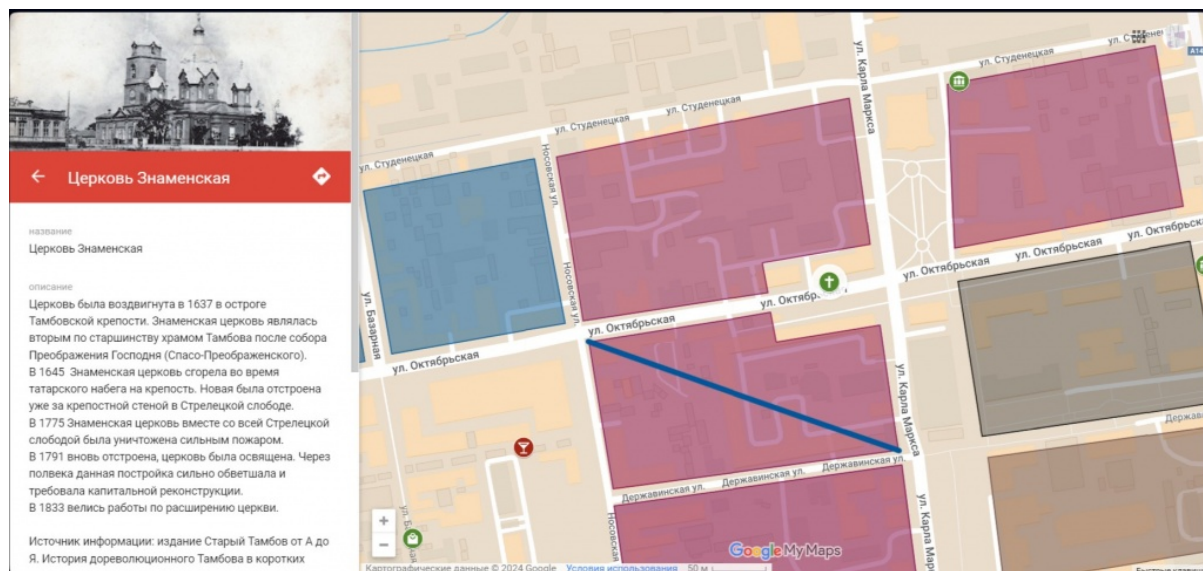 Церковь Знаменская
название
Церковь Знаменская
описание
Церковь была воздвигнута в 1637 в остроге
Тамбовской крепости. Знаменская церковь являлась
вторым по старшинству храмом Тамбова после собора
Преображения Господня (Спасо-Преображенского).
В 1645 Знаменская церковь сгорела во время
татарского набега на крепость. Новая была отстроена
уже за крепостной стеной в Стрелецкой слободе.
В 1775 Знаменская церковь вместе со всей Стрелецкой
слободой была уничтожена сильным пожаром.
В 1791 вновь отстроена, церковь была освящена. Через
полвека данная постройка сильно обветшала и
требовала капитальной реконструкции.
В 1833 велись работы по расширению церкви.
Источник информации: издание Старый Тамбов от А до
Я. История дореволюционного Тамбова в коротких
ул. Студенецкая
ул. Студенецкая
ул. Студенецкая
ул. Студенецкая
ул. Карла Маркса
Носовская ул.
Носовская ул.
ул. Базарная
ул. Октябрьская
ул. Октябрьская
ул. Октябрьская
ул. Октябрьская
ул. Октябрьская
ул. Карла Маркса
Державинская ул.
Державинская ул.
Державинская ул.
Носовская ул.
ул. Карла Маркса
+
−
Google My Maps
Картографические данные © 2024 Google
Условия использования
50 м